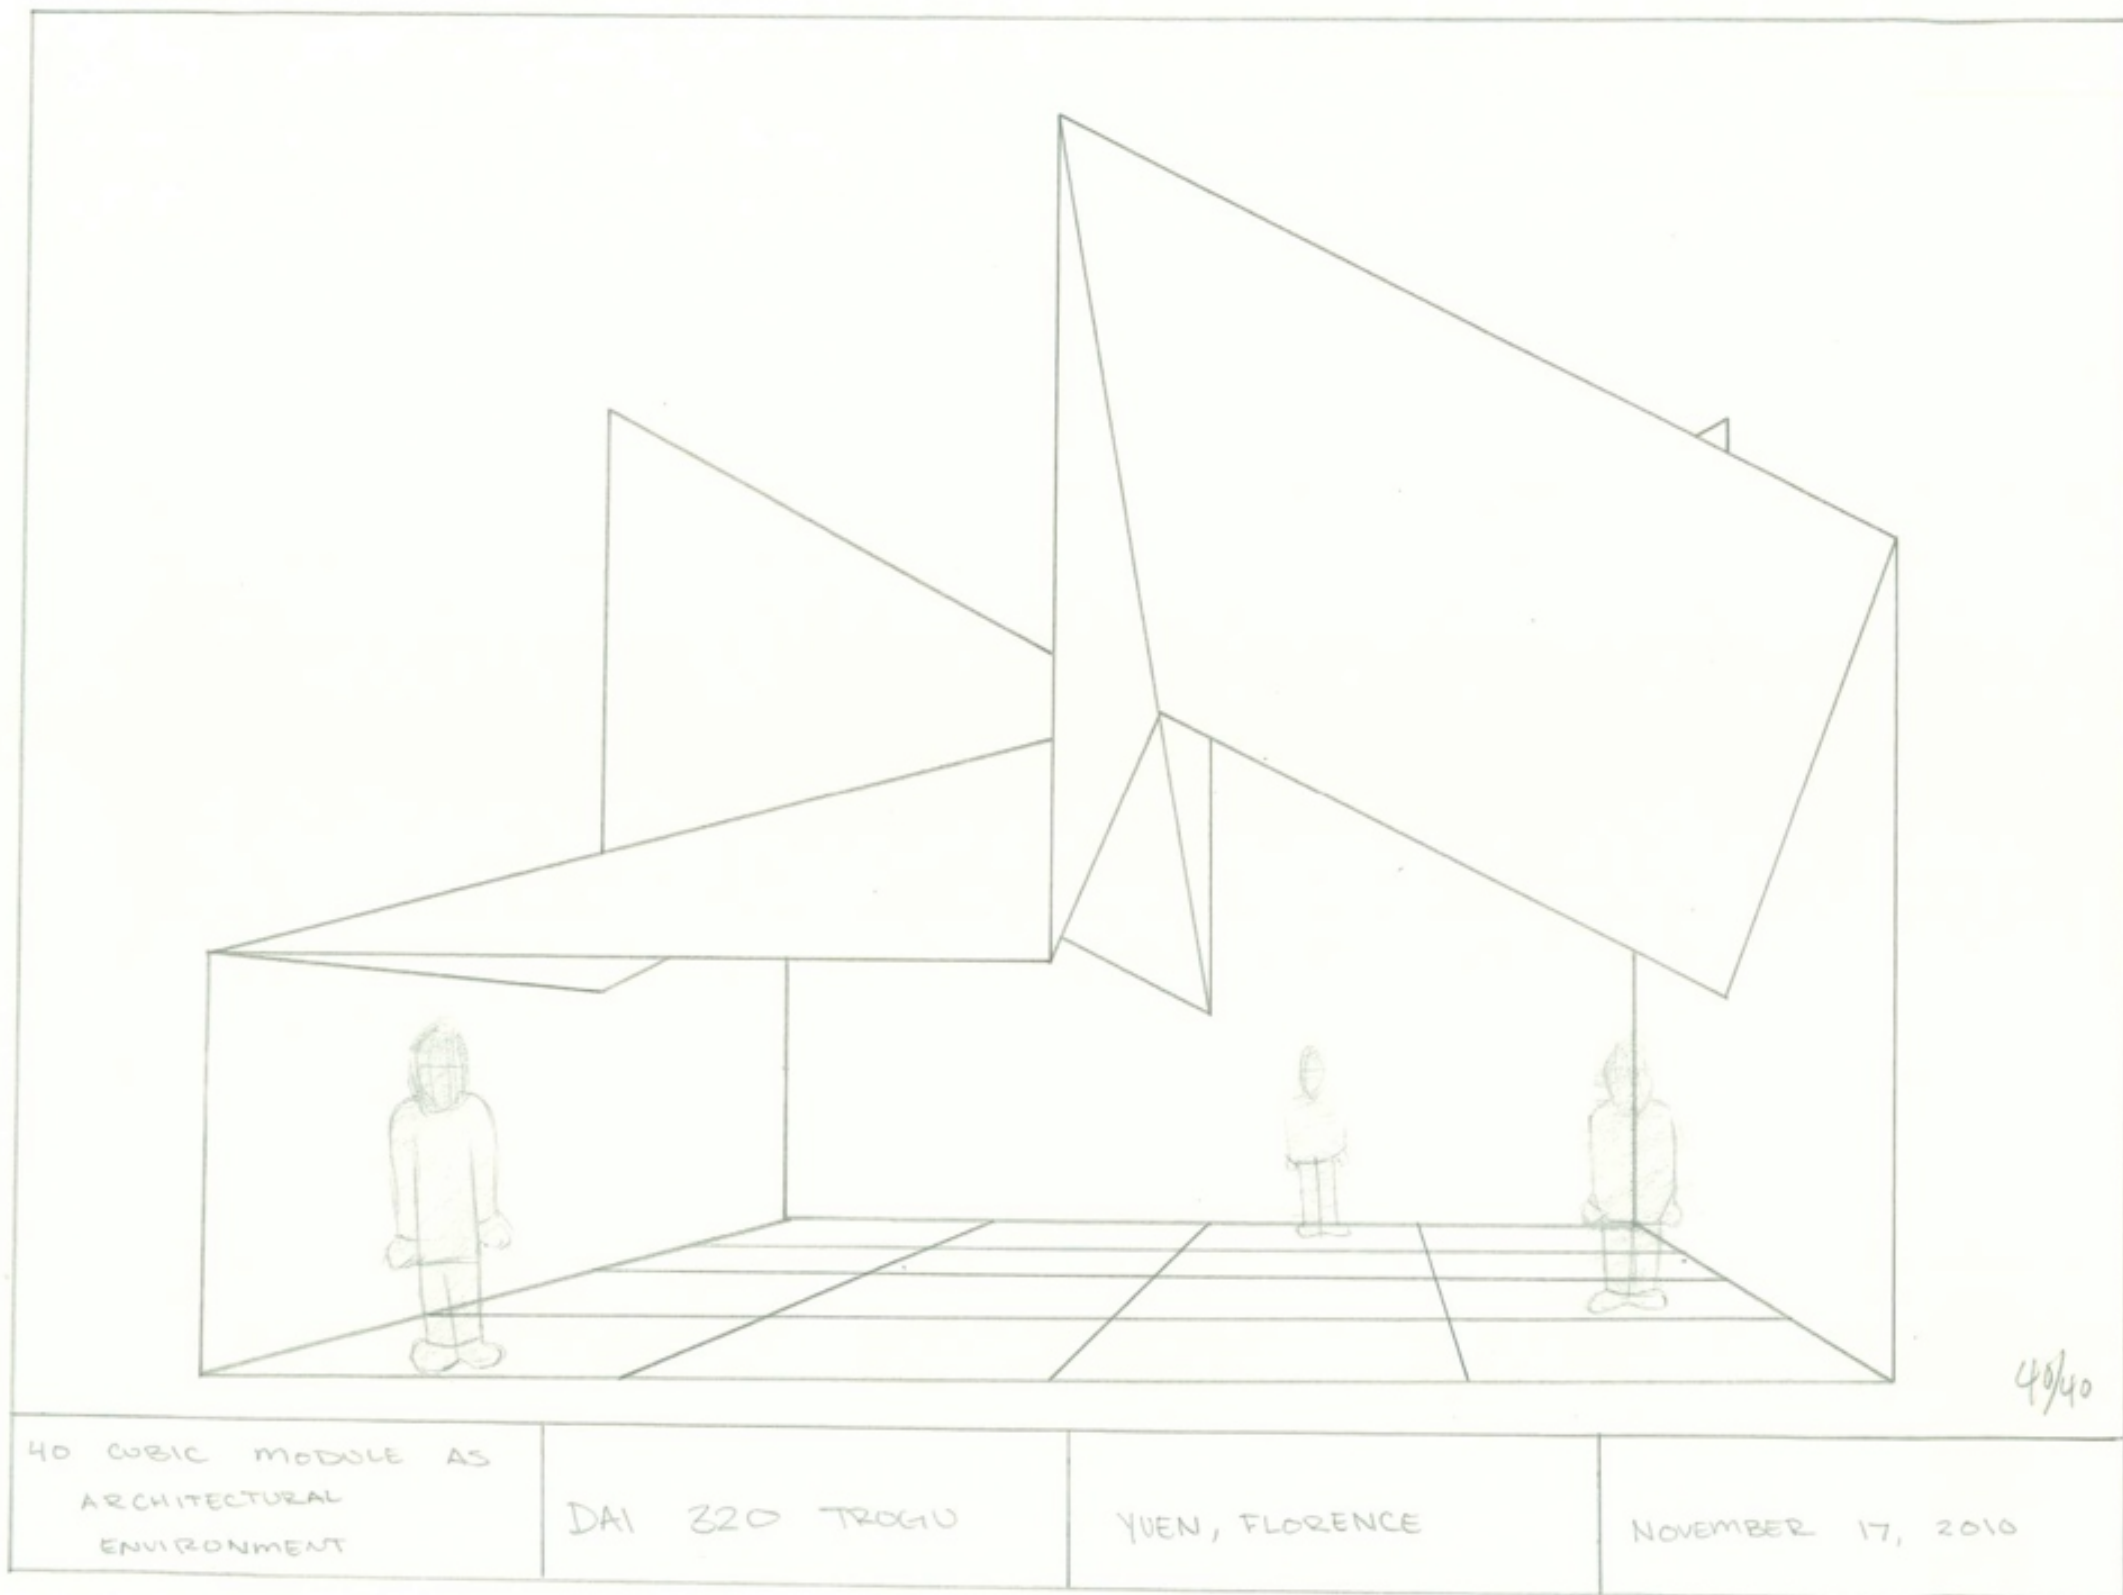 40/40
40 CUBIC MODULE AS
ARCHITECTURAL
ENVIRONMENT
DAI 320 TROGU
YUEN, FLORENCE
NOVEMBER 17, 2010